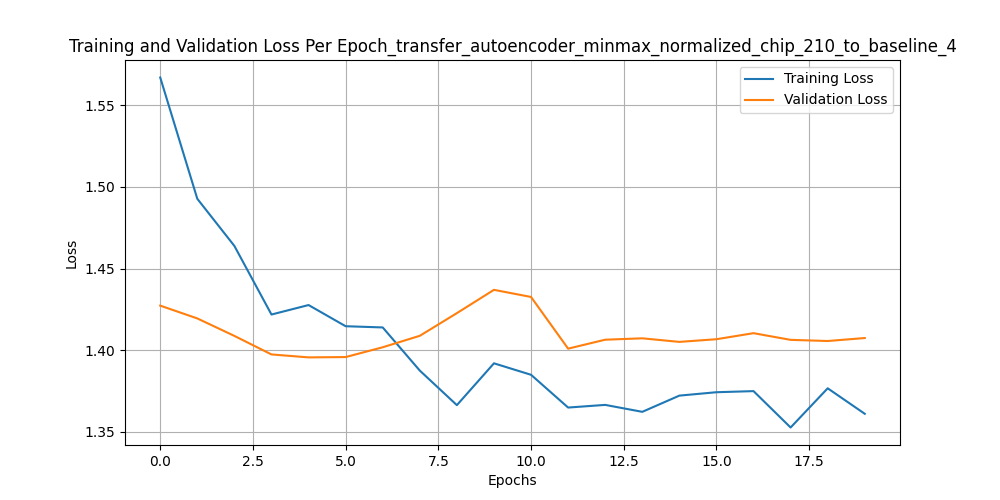 Training and Validation Loss Per Epoch_transfer_autoencoder_minmax_normalized_chip_210_to_baseline_4
Training Loss
Validation Loss
1.55
1.50
1.45
1.40
1.35
Loss
0.0 2.5 5.0 7.5 10.0 12.5 15.0 17.5
Epochs